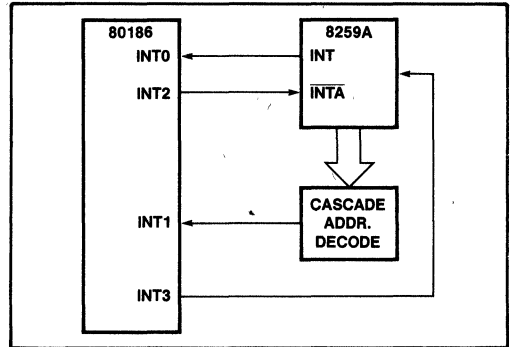 80186
INT0
INT2
INT1
INT3
8259A
INT
INTA
CASCADE
ADDR.
DECODE